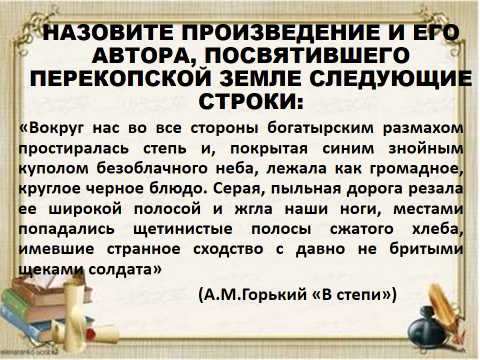 НАЗОВИТЕ ПРОИЗВЕДЕНИЕ И ЕГО
АВТОРА, ПОСВЯТИВШЕГО
ПЕРЕКОПСКОЙ ЗЕМЛЕ СЛЕДУЮЩИЕ
СТРОКИ:
«Вокруг нас во все стороны богатырским размахом
простиралась степь и, покрытая синим знойным
куполом безоблачного неба, лежала как громадное,
круглое черное блюдо. Серая, пыльная дорога резала
ее широкой полосой и жгла наши ноги, местами
попадались щетинистые полосы сжатого хлеба,
имевшие странное сходство с давно не бритыми
щеками солдата»
(А.М.Горький «В степи»)